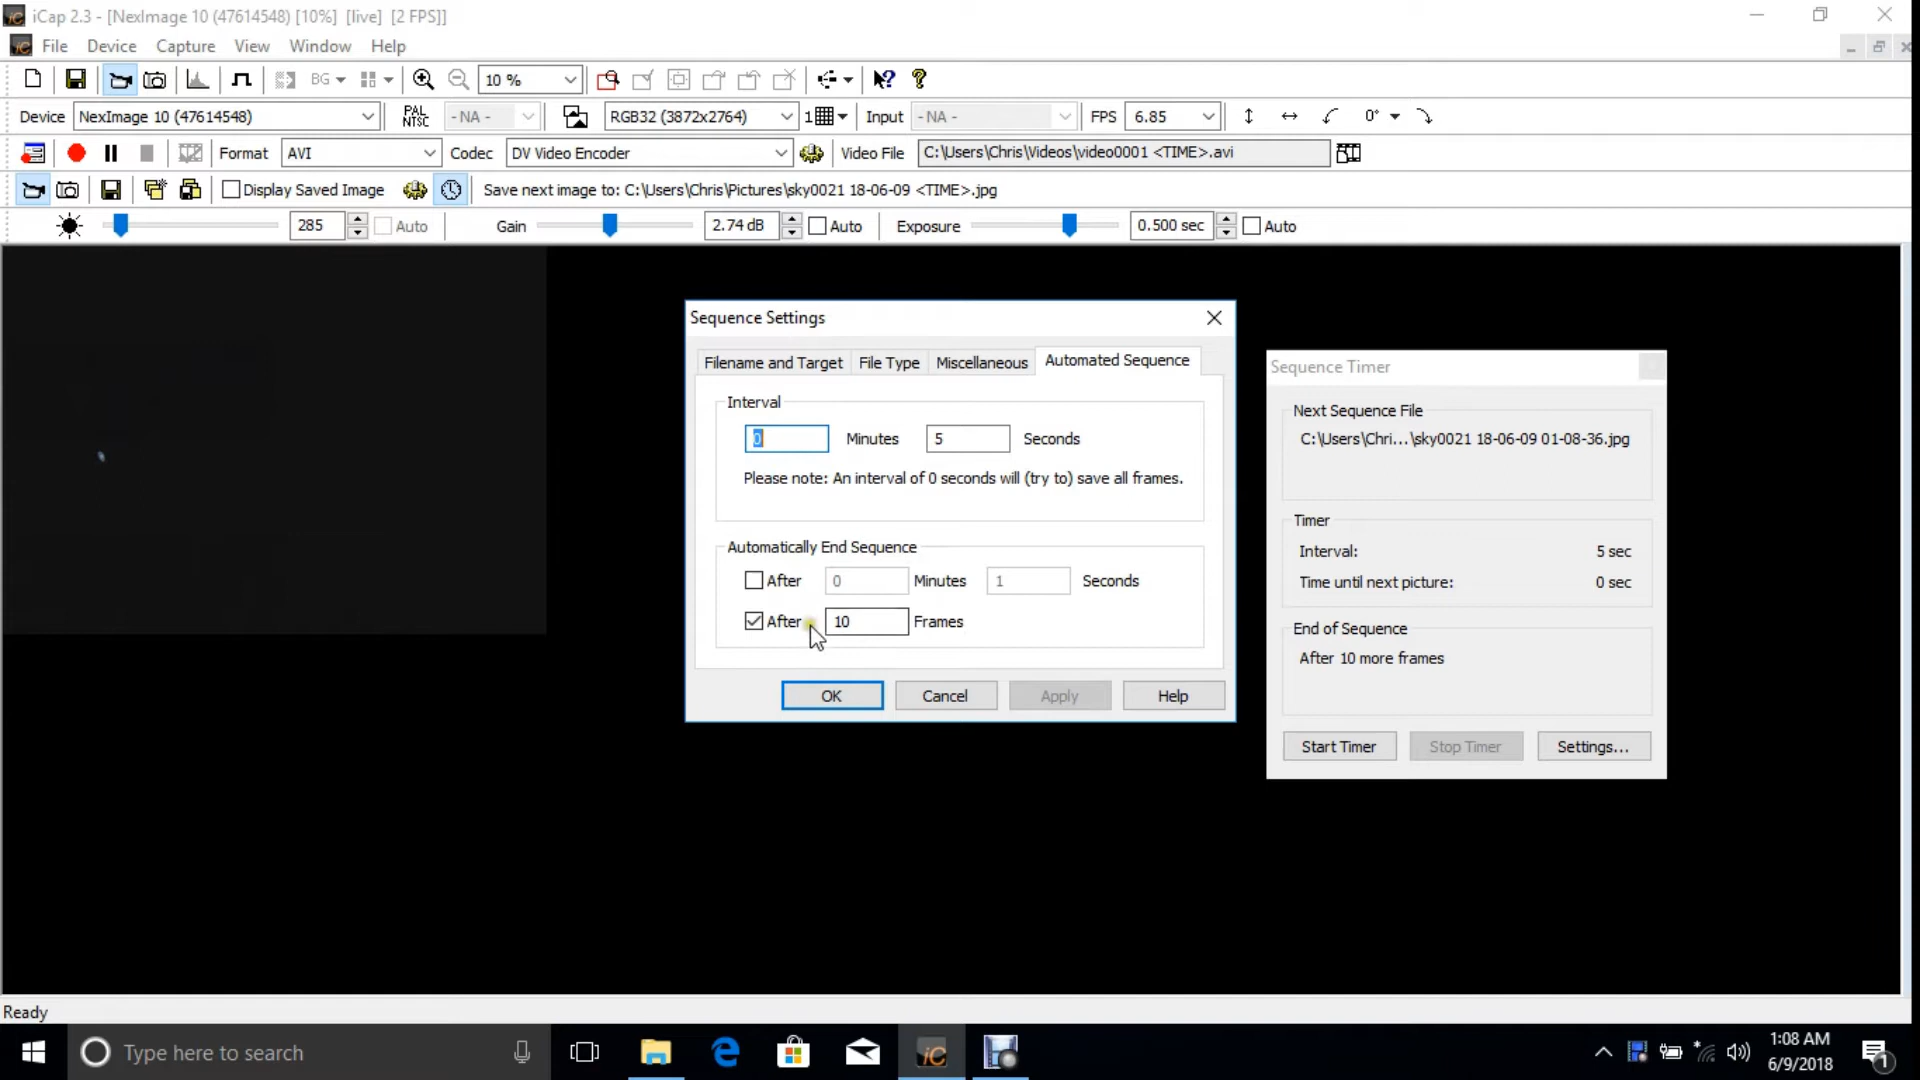 iCap 2.3 - [NexImage 10 (47614548) [10%]  [live]  [2 FPS]]
File Device Capture View Window Help
BG 10 %
Device NexImage 10 (47614548) PAL NTSC - NA - RGB32 (3872x2764) 1 Input - NA - FPS 6.85 0°
Format AVI Codec DV Video Encoder Video File C:\Users\Chris\Videos\video0001 <TIME>.avi
Display Saved Image Save next image to: C:\Users\Chris\Pictures\sky0021 18-06-09 <TIME>.jpg
285 Auto Gain 2.74 dB Auto Exposure 0.500 sec Auto
Sequence Settings
Filename and Target File Type Miscellaneous Automated Sequence
Interval
0 Minutes 5 Seconds
Please note: An interval of 0 seconds will (try to) save all frames.
Automatically End Sequence
After 0 Minutes 1 Seconds
After 10 Frames
OK Cancel Apply Help
Sequence Timer
Next Sequence File
C:\Users\Chri...\sky0021 18-06-09 01-08-36.jpg
Timer
Interval: 5 sec
Time until next picture: 0 sec
End of Sequence
After 10 more frames
Start Timer Stop Timer Settings...
Ready
Type here to search
iC
1:08 AM
6/9/2018
1